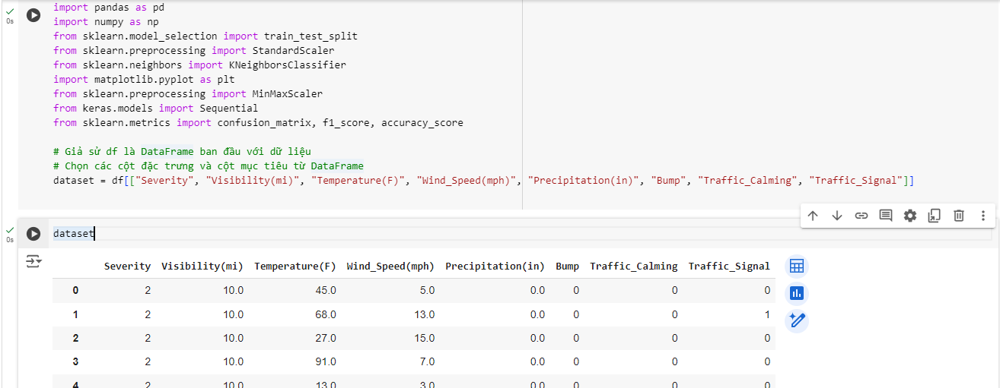 import pandas as pd
0s
import numpy as np
from sklearn.model_selection import train_test_split
from sklearn.preprocessing import StandardScaler
from sklearn.neighbors import KNeighborsClassifier
import matplotlib.pyplot as plt
from sklearn.preprocessing import MinMaxScaler
from keras.models import Sequential
from sklearn.metrics import confusion_matrix, f1_score, accuracy_score
# Giả sử df là DataFrame ban đầu với dữ liệu
# Chọn các cột đặc trưng và cột mục tiêu từ DataFrame
dataset = df[["Severity", "Visibility(mi)", "Temperature(F)", "Wind_Speed(mph)", "Precipitation(in)", "Bump", "Traffic_Calming", "Traffic_Signal"]]
dataset
0s
Severity Visibility(mi) Temperature(F) Wind_Speed(mph) Precipitation(in) Bump Traffic_Calming Traffic_Signal
0 2 10.0 45.0 5.0 0.0 0 0 0
1 2 10.0 68.0 13.0 0.0 0 0 1
2 2 10.0 27.0 15.0 0.0 0 0 0
3 2 10.0 91.0 7.0 0.0 0 0 0
4 2 10.0 13.0 3.0 0.0 0 0 0